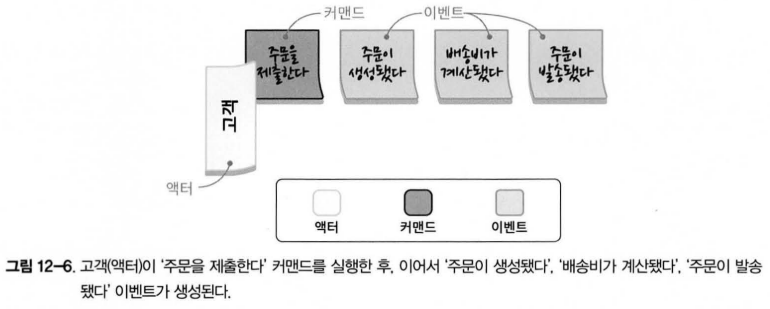 커맨드
이벤트
주문을
제출한다
주문이
생성됐다
배송비가
계산됐다
주문이
발송됐다
고객
액터
액터
커맨드
이벤트
그림 12-6. 고객(액터)이 ‘주문을 제출한다’ 커맨드를 실행한 후, 이어서 ‘주문이 생성됐다’, ‘배송비가 계산됐다’, ‘주문이 발송
됐다’ 이벤트가 생성된다.